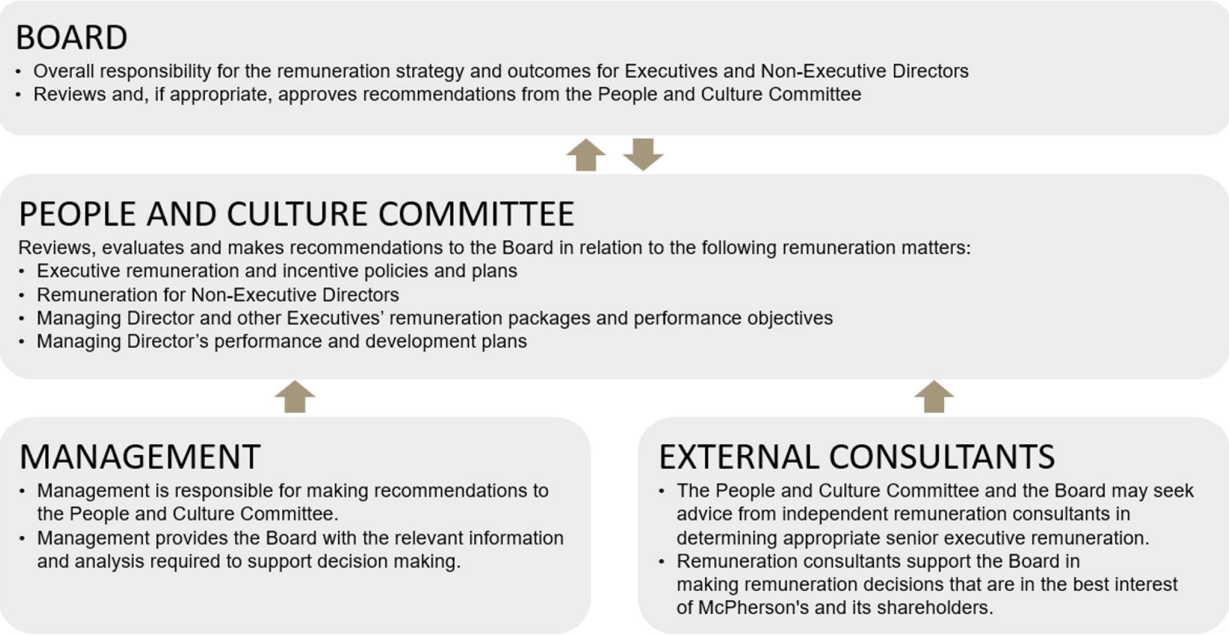 BOARD
• Overall responsibility for the remuneration strategy and outcomes for Executives and Non-Executive Directors
• Reviews and, if appropriate, approves recommendations from the People and Culture Committee
PEOPLE AND CULTURE COMMITTEE
Reviews, evaluates and makes recommendations to the Board in relation to the following remuneration matters:
• Executive remuneration and incentive policies and plans
• Remuneration for Non-Executive Directors
• Managing Director and other Executives’ remuneration packages and performance objectives
• Managing Director’s performance and development plans
MANAGEMENT
• Management is responsible for making recommendations to
the People and Culture Committee.
• Management provides the Board with the relevant information
and analysis required to support decision making.
EXTERNAL CONSULTANTS
• The People and Culture Committee and the Board may seek
advice from independent remuneration consultants in
determining appropriate senior executive remuneration.
• Remuneration consultants support the Board in
making remuneration decisions that are in the best interest
of McPherson's and its shareholders.